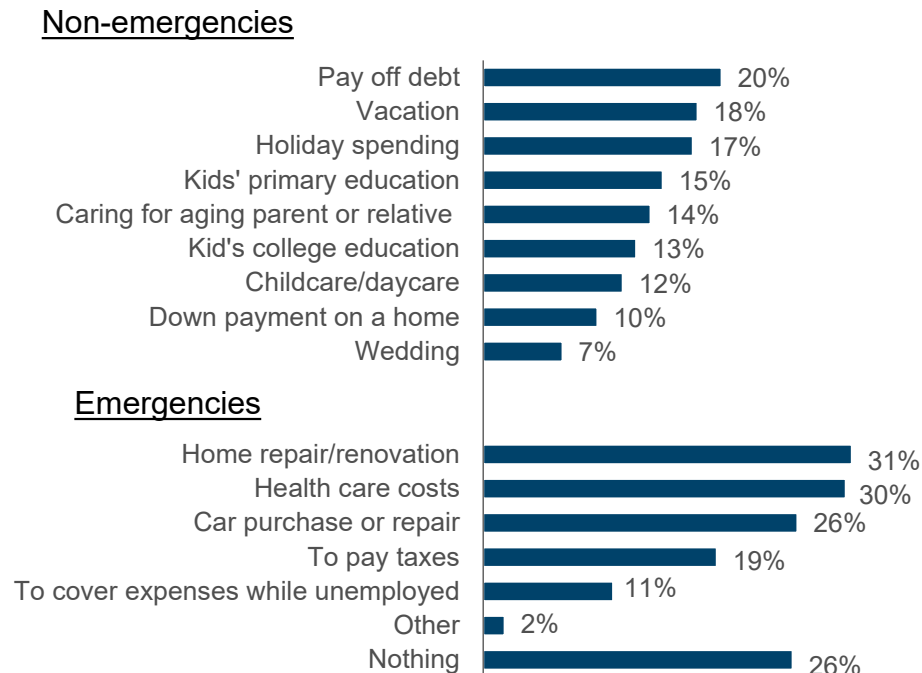 Non-emergencies
Pay off debt 20%
Vacation 18%
Holiday spending 17%
Kids' primary education 15%
Caring for aging parent or relative 14%
Kid's college education 13%
Childcare/daycare 12%
Down payment on a home 10%
Wedding 7%
Emergencies
Home repair/renovation 31%
Health care costs 30%
Car purchase or repair 26%
To pay taxes 19%
To cover expenses while unemployed 11%
Other 2%
Nothing 26%